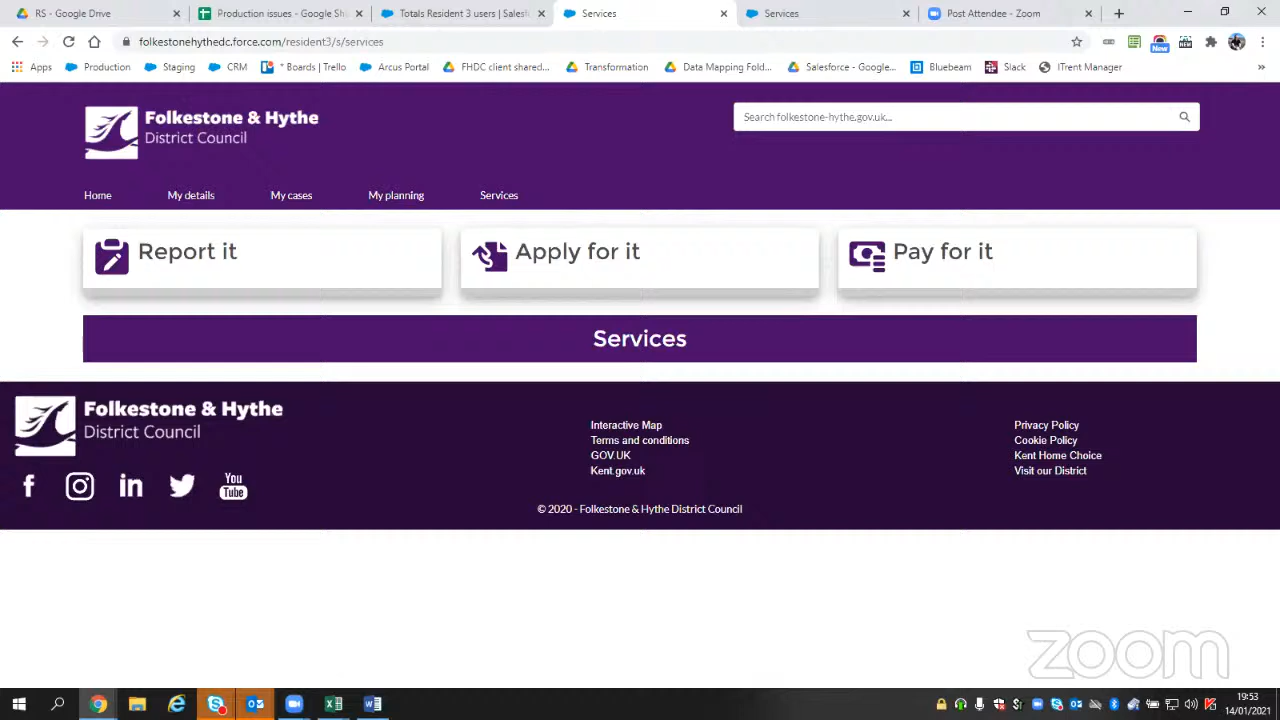 RS - Google Drive
Production issues - Google She
Totals Resident 3 users | Salesf
Services
Services
Post Attendee - Zoom
folkestonehythedc.force.com/resident3/s/services
New
NEW
Apps
Production
Staging
CRM
* Boards | Trello
Arcus Portal
FHDC client shared...
Transformation
Data Mapping Fold...
Salesforce - Google...
Bluebeam
Slack
iTrent Manager
»
Folkestone & Hythe
District Council
Search folkestone-hythe.gov.uk...
Home
My details
My cases
My planning
Services
Report it
Apply for it
Pay for it
Services
Folkestone & Hythe
District Council
Interactive Map
Terms and conditions
GOV.UK
Kent.gov.uk
Privacy Policy
Cookie Policy
Kent Home Choice
Visit our District
You
Tube
© 2020 - Folkestone & Hythe District Council
zoom
19:53
14/01/2021